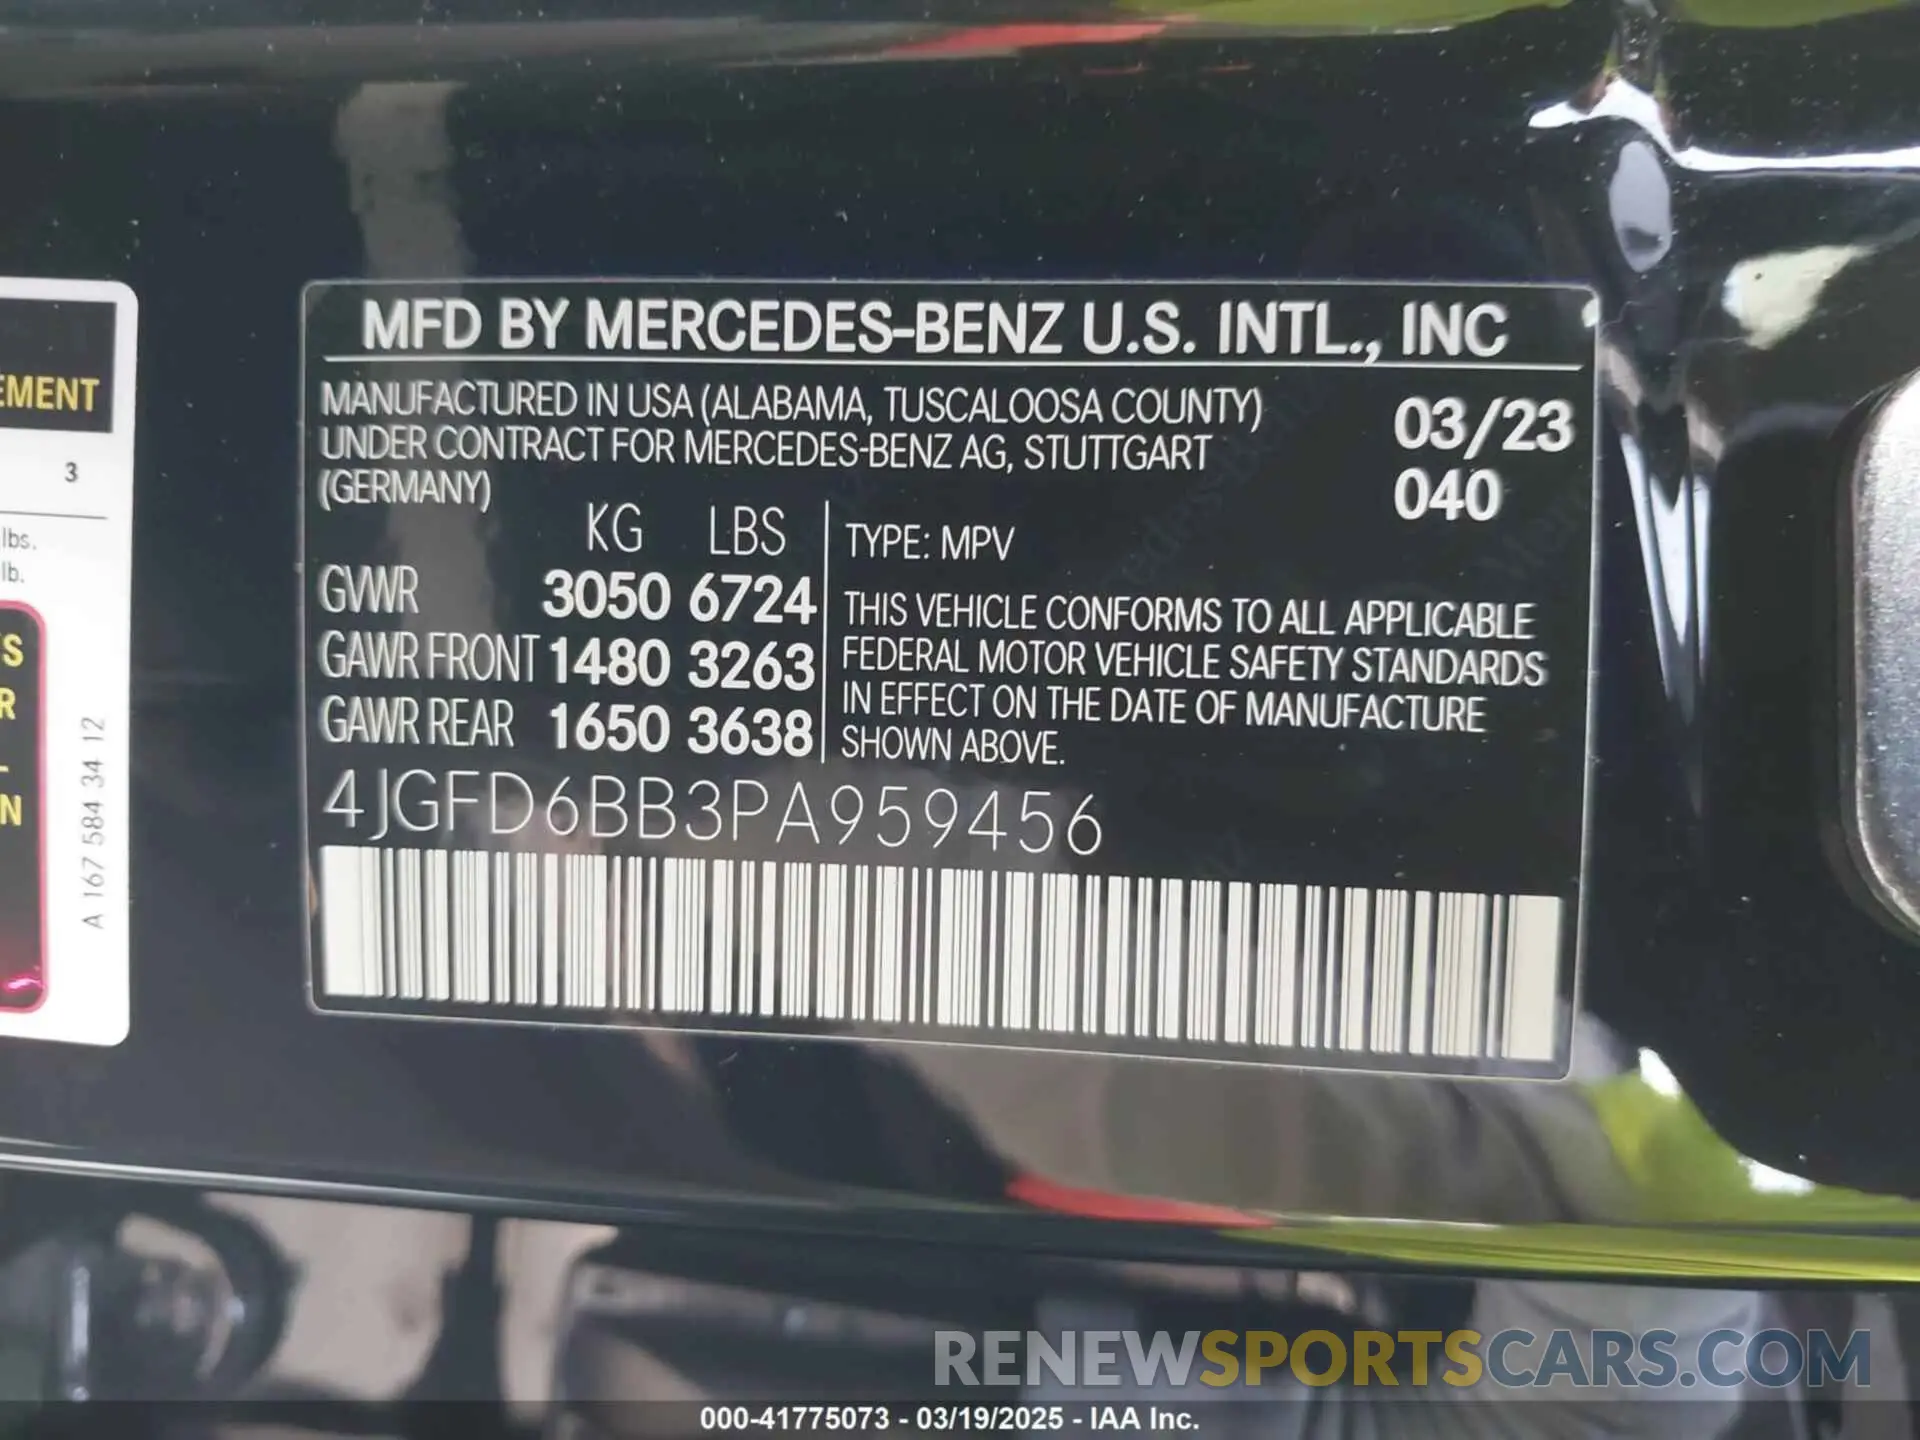 EMENT
3
lbs.
lb.
S
R
N
A 167 584 34 12
MFD BY MERCEDES-BENZ U.S. INTL., INC
MANUFACTURED IN USA (ALABAMA, TUSCALOOSA COUNTY)
UNDER CONTRACT FOR MERCEDES-BENZ AG, STUTTGART
(GERMANY)
03/23
040
KG LBS
GVWR 3050 6724
GAWR FRONT 1480 3263
GAWR REAR 1650 3638
TYPE: MPV
THIS VEHICLE CONFORMS TO ALL APPLICABLE
FEDERAL MOTOR VEHICLE SAFETY STANDARDS
IN EFFECT ON THE DATE OF MANUFACTURE
SHOWN ABOVE.
4JGFD6BB3PA959456
RENEWSPORTSCARS.COM
000-41775073 - 03/19/2025 - IAA Inc.